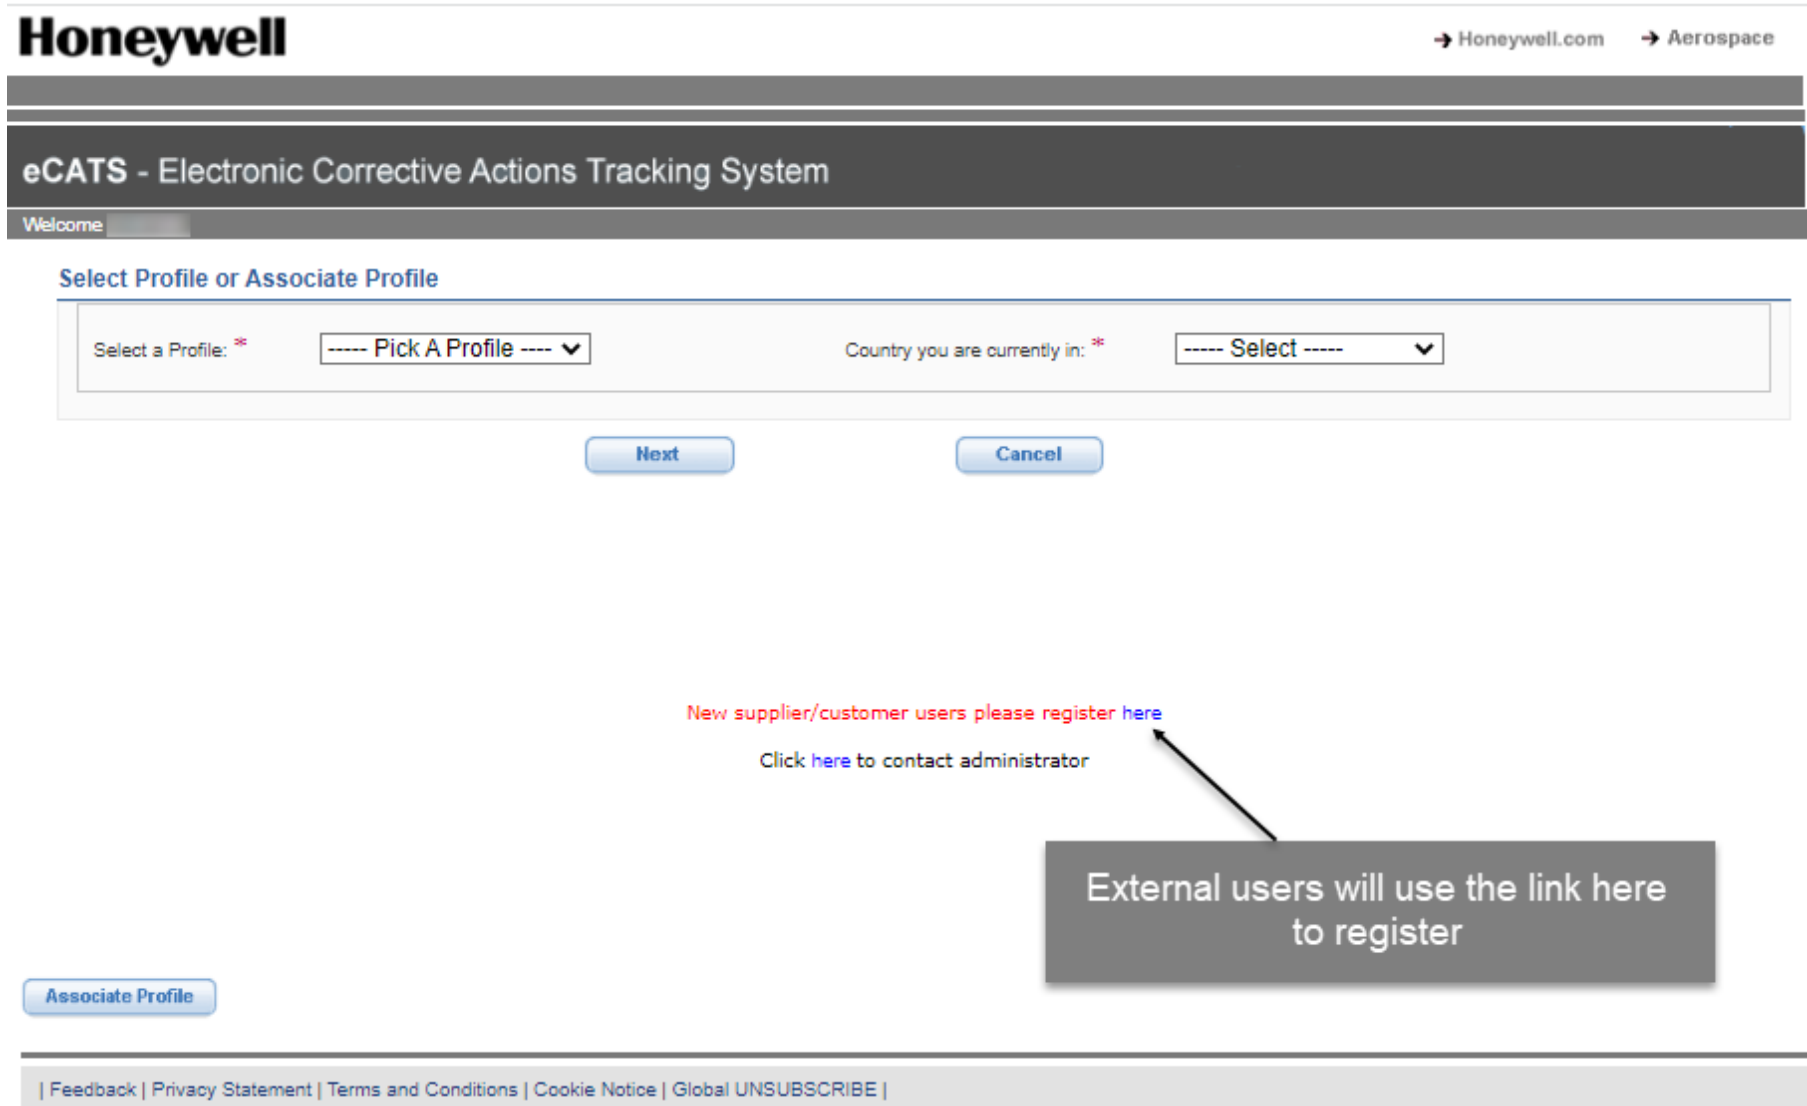 Honeywell
Honeywell.com Aerospace
eCATS - Electronic Corrective Actions Tracking System
Welcome
Select Profile or Associate Profile
Select a Profile: * ----- Pick A Profile ---- Country you are currently in: * ----- Select -----
Next Cancel
New supplier/customer users please register here
Click here to contact administrator
External users will use the link here
to register
Associate Profile
| Feedback | Privacy Statement | Terms and Conditions | Cookie Notice | Global UNSUBSCRIBE |